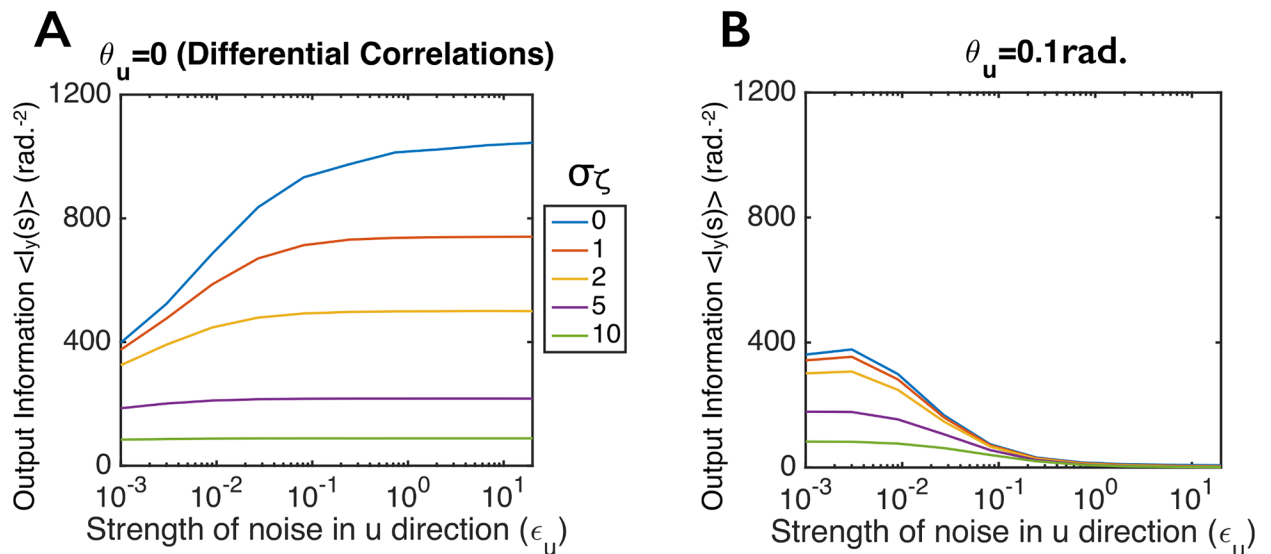 A
θu=0 (Differential Correlations)
1200
800
400
0
Output Information <Iy(s)> (rad.-2)
10-3
10-2
10-1
100
101
Strength of noise in u direction (ϵu)
σζ
0
1
2
5
10
B
θu=0.1rad.
1200
800
400
0
Output Information <Iy(s)> (rad.-2)
10-3
10-2
10-1
100
101
Strength of noise in u direction (ϵu)